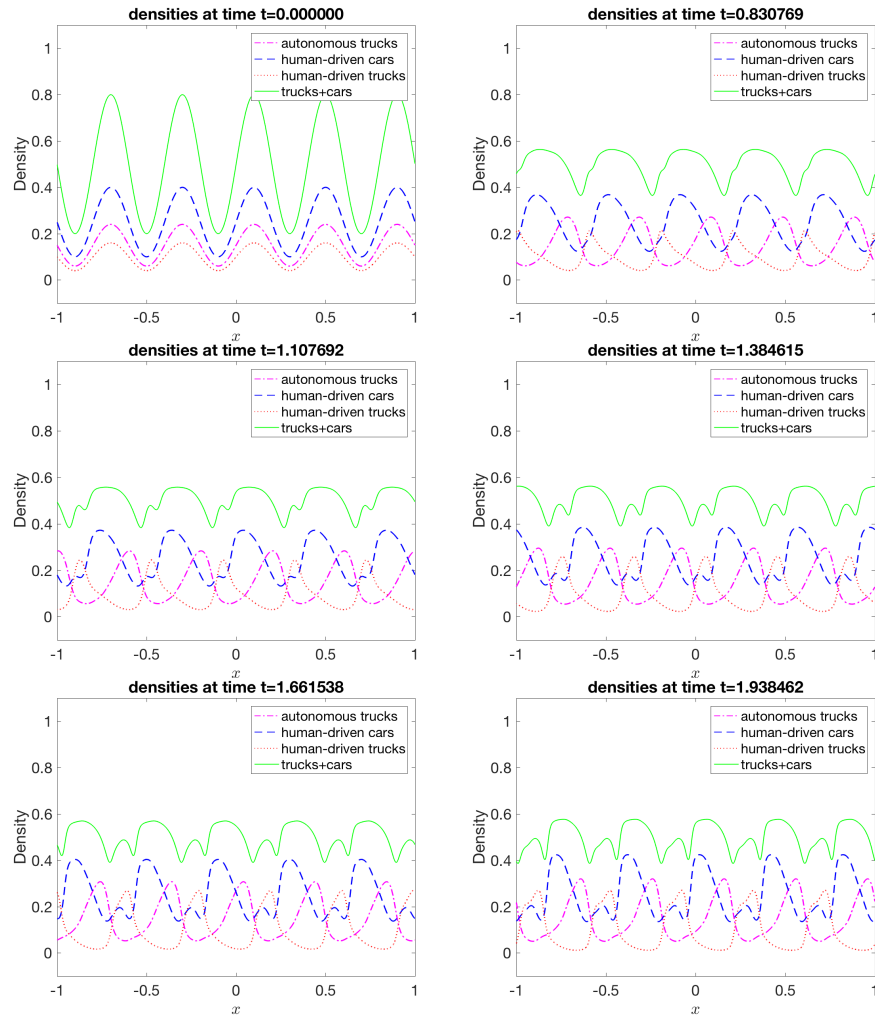 densities at time t=0.000000
autonomous trucks
human-driven cars
human-driven trucks
trucks+cars
Density
1
0.8
0.6
0.4
0.2
0
-1
-0.5
0
0.5
1
x
densities at time t=0.830769
autonomous trucks
human-driven cars
human-driven trucks
trucks+cars
Density
1
0.8
0.6
0.4
0.2
0
-1
-0.5
0
0.5
1
x
densities at time t=1.107692
autonomous trucks
human-driven cars
human-driven trucks
trucks+cars
Density
1
0.8
0.6
0.4
0.2
0
-1
-0.5
0
0.5
1
x
densities at time t=1.384615
autonomous trucks
human-driven cars
human-driven trucks
trucks+cars
Density
1
0.8
0.6
0.4
0.2
0
-1
-0.5
0
0.5
1
x
densities at time t=1.661538
autonomous trucks
human-driven cars
human-driven trucks
trucks+cars
Density
1
0.8
0.6
0.4
0.2
0
-1
-0.5
0
0.5
1
x
densities at time t=1.938462
autonomous trucks
human-driven cars
human-driven trucks
trucks+cars
Density
1
0.8
0.6
0.4
0.2
0
-1
-0.5
0
0.5
1
x